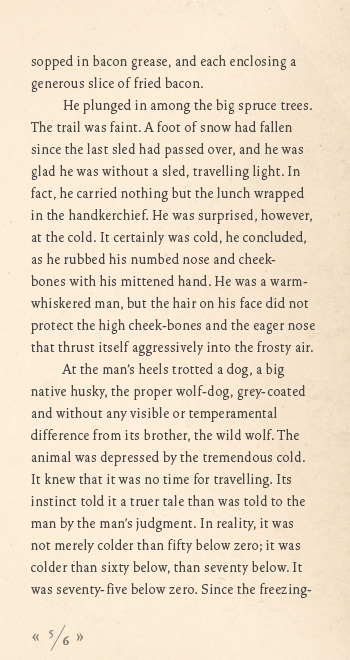 sopped in bacon grease, and each enclosing a
generous slice of fried bacon.
He plunged in among the big spruce trees.
The trail was faint. A foot of snow had fallen
since the last sled had passed over, and he was
glad he was without a sled, travelling light. In
fact, he carried nothing but the lunch wrapped
in the handkerchief. He was surprised, however,
at the cold. It certainly was cold, he concluded,
as he rubbed his numbed nose and cheek-
bones with his mittened hand. He was a warm-
whiskered man, but the hair on his face did not
protect the high cheek-bones and the eager nose
that thrust itself aggressively into the frosty air.
At the man's heels trotted a dog, a big
native husky, the proper wolf-dog, grey-coated
and without any visible or temperamental
difference from its brother, the wild wolf. The
animal was depressed by the tremendous cold.
It knew that it was no time for travelling. Its
instinct told it a truer tale than was told to the
man by the man's judgment. In reality, it was
not merely colder than fifty below zero; it was
colder than sixty below, than seventy below. It
was seventy-five below zero. Since the freezing-
« 5/6 »